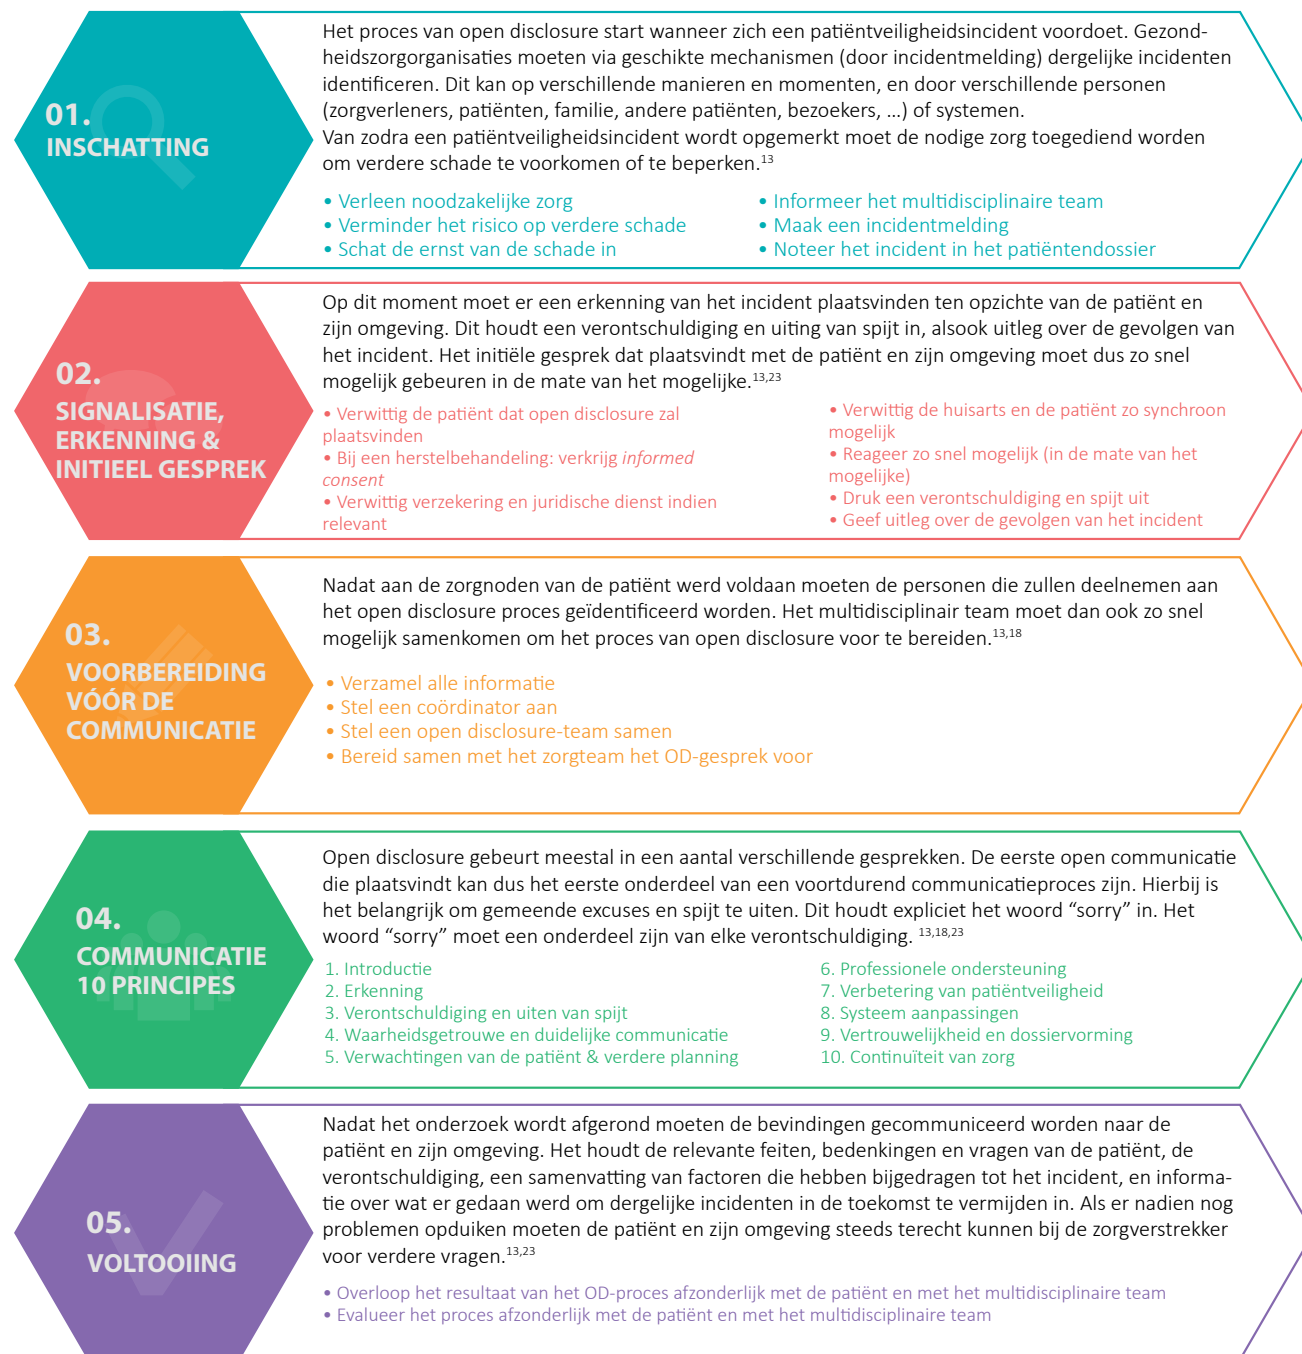 01.
INSCHATTING
Het proces van open disclosure start wanneer zich een patiëntveiligheidsincident voordoet. Gezond-
heidszorgorganisaties moeten via geschikte mechanismen (door incidentmelding) dergelijke incidenten
identificeren. Dit kan op verschillende manieren en momenten, en door verschillende personen
(zorgverleners, patiënten, familie, andere patiënten, bezoekers, ...) of systemen.
Van zodra een patiëntveiligheidsincident wordt opgemerkt moet de nodige zorg toegediend worden
om verdere schade te voorkomen of te beperken.13
• Verleen noodzakelijke zorg
• Verminder het risico op verdere schade
• Schat de ernst van de schade in
• Informeer het multidisciplinaire team
• Maak een incidentmelding
• Noteer het incident in het patiëntendossier
02.
SIGNALISATIE,
ERKENNING &
INITIEEL GESPREK
Op dit moment moet er een erkenning van het incident plaatsvinden ten opzichte van de patiënt en
zijn omgeving. Dit houdt een verontschuldiging en uiting van spijt in, alsook uitleg over de gevolgen van
het incident. Het initiële gesprek dat plaatsvindt met de patiënt en zijn omgeving moet dus zo snel
mogelijk gebeuren in de mate van het mogelijke.13,23
• Verwittig de patiënt dat open disclosure zal
plaatsvinden
• Bij een herstelbehandeling: verkrijg informed
consent
• Verwittig verzekering en juridische dienst indien
relevant
• Verwittig de huisarts en de patiënt zo synchroon
mogelijk
• Reageer zo snel mogelijk (in de mate van het
mogelijke)
• Druk een verontschuldiging en spijt uit
• Geef uitleg over de gevolgen van het incident
03.
VOORBEREIDING
VÓÓR DE
COMMUNICATIE
Nadat aan de zorgnoden van de patiënt werd voldaan moeten de personen die zullen deelnemen aan
het open disclosure proces geïdentificeerd worden. Het multidisciplinair team moet dan ook zo snel
mogelijk samenkomen om het proces van open disclosure voor te bereiden.13,18
• Verzamel alle informatie
• Stel een coördinator aan
• Stel een open disclosure-team samen
• Bereid samen met het zorgteam het OD-gesprek voor
04.
COMMUNICATIE
10 PRINCIPES
Open disclosure gebeurt meestal in een aantal verschillende gesprekken. De eerste open communicatie
die plaatsvindt kan dus het eerste onderdeel van een voortdurend communicatieproces zijn. Hierbij is
het belangrijk om gemeende excuses en spijt te uiten. Dit houdt expliciet het woord “sorry” in. Het
woord “sorry” moet een onderdeel zijn van elke verontschuldiging. 13,18,23
1. Introductie
2. Erkenning
3. Verontschuldiging en uiten van spijt
4. Waarheidsgetrouwe en duidelijke communicatie
5. Verwachtingen van de patiënt & verdere planning
6. Professionele ondersteuning
7. Verbetering van patiëntveiligheid
8. Systeem aanpassingen
9. Vertrouwelijkheid en dossiervorming
10. Continuïteit van zorg
05.
VOLTOOIING
Nadat het onderzoek wordt afgerond moeten de bevindingen gecommuniceerd worden naar de
patiënt en zijn omgeving. Het houdt de relevante feiten, bedenkingen en vragen van de patiënt, de
verontschuldiging, een samenvatting van factoren die hebben bijgedragen tot het incident, en informa-
tie over wat er gedaan werd om dergelijke incidenten in de toekomst te vermijden in. Als er nadien nog
problemen opduiken moeten de patiënt en zijn omgeving steeds terecht kunnen bij de zorgverstrekker
voor verdere vragen.13,23
• Overloop het resultaat van het OD-proces afzonderlijk met de patiënt en met het multidisciplinaire team
• Evalueer het proces afzonderlijk met de patiënt en met het multidisciplinaire team